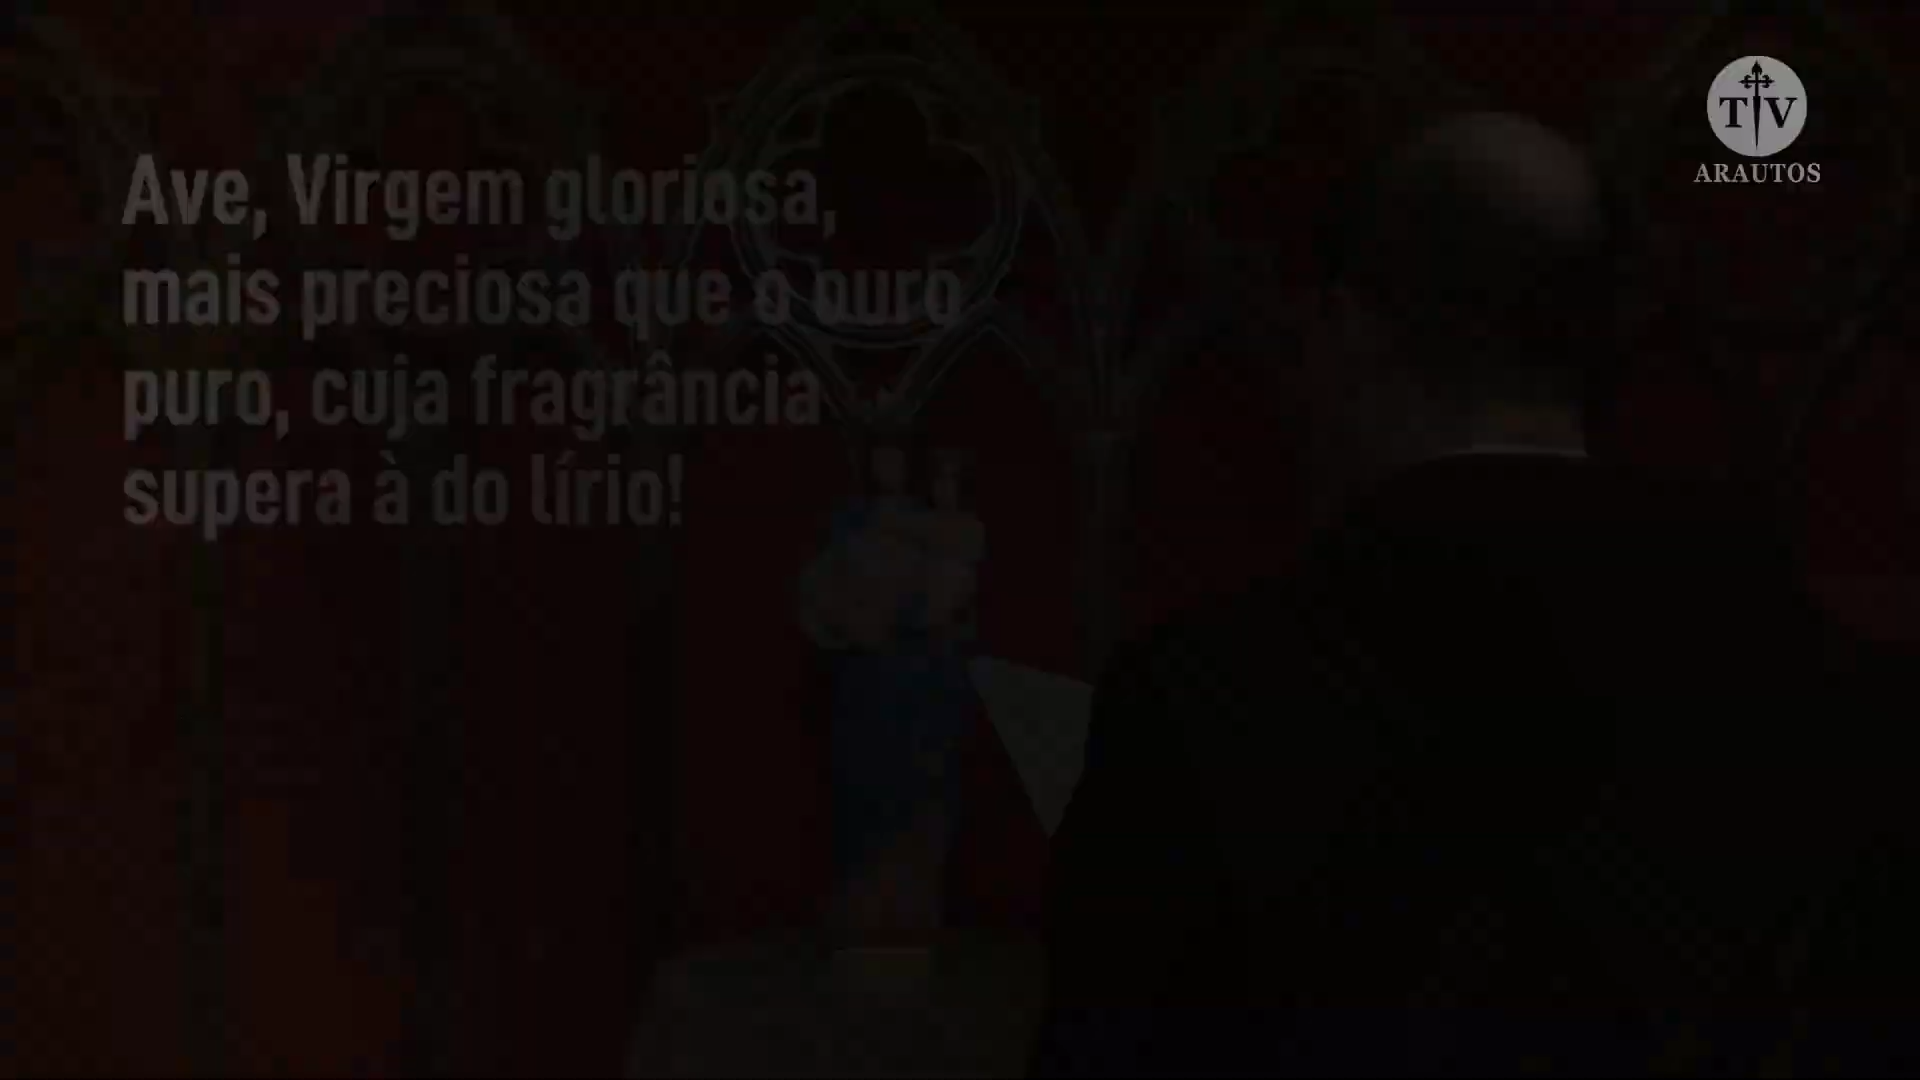 TV
ARAUTOS
Ave, Virgem gloriosa,
mais preciosa que o ouro
puro, cuja fragrância
supera à do lírio!